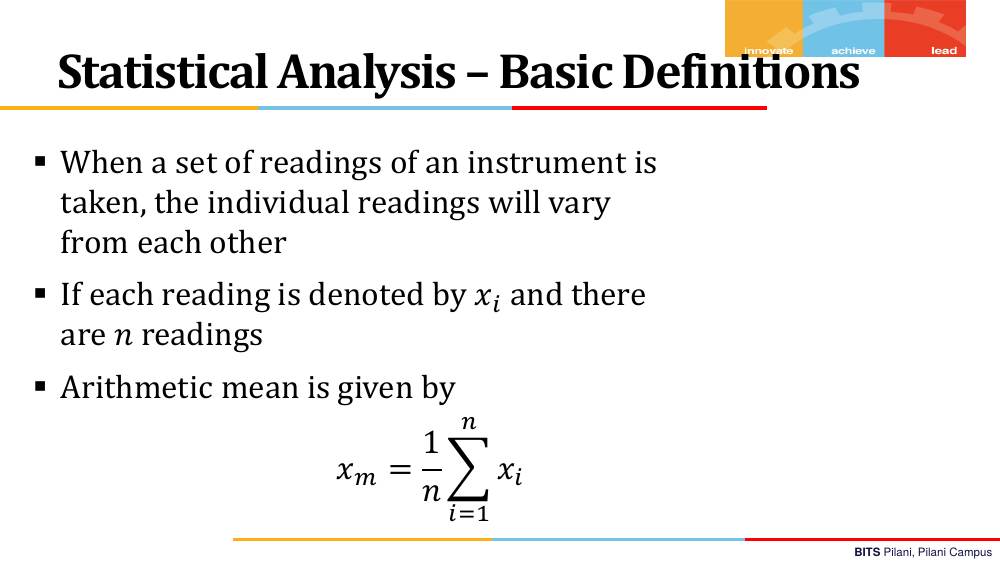 innovate achieve lead
Statistical Analysis – Basic Definitions
▪ When a set of readings of an instrument is
taken, the individual readings will vary
from each other
▪ If each reading is denoted by 𝑥ᵢ and there
are 𝑛 readings
▪ Arithmetic mean is given by
𝑥ₘ = 1/𝑛 ∑ᵢ₌₁ⁿ 𝑥ᵢ
BITS Pilani, Pilani Campus